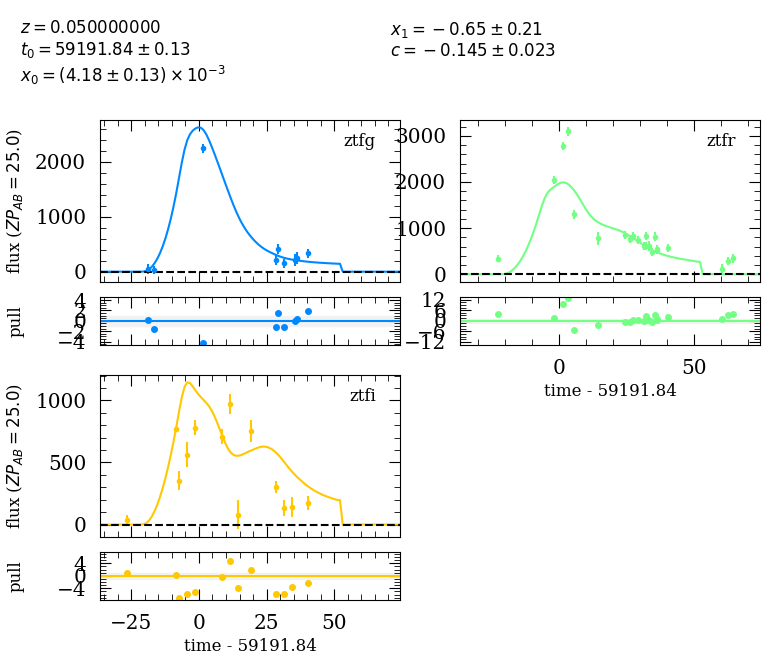 z = 0.050000000
t₀ = 59191.84 ± 0.13
x₀ = (4.18 ± 0.13) × 10⁻³
x₁ = −0.65 ± 0.21
c = −0.145 ± 0.023
ztfg
flux (ZP_AB = 25.0)
2000
1000
0
pull
4
2
0
−2
−4
ztfr
3000
2000
1000
0
12
6
0
−6
−12
0
50
time - 59191.84
ztfi
flux (ZP_AB = 25.0)
1000
500
0
pull
4
0
−4
−25
0
25
50
time - 59191.84